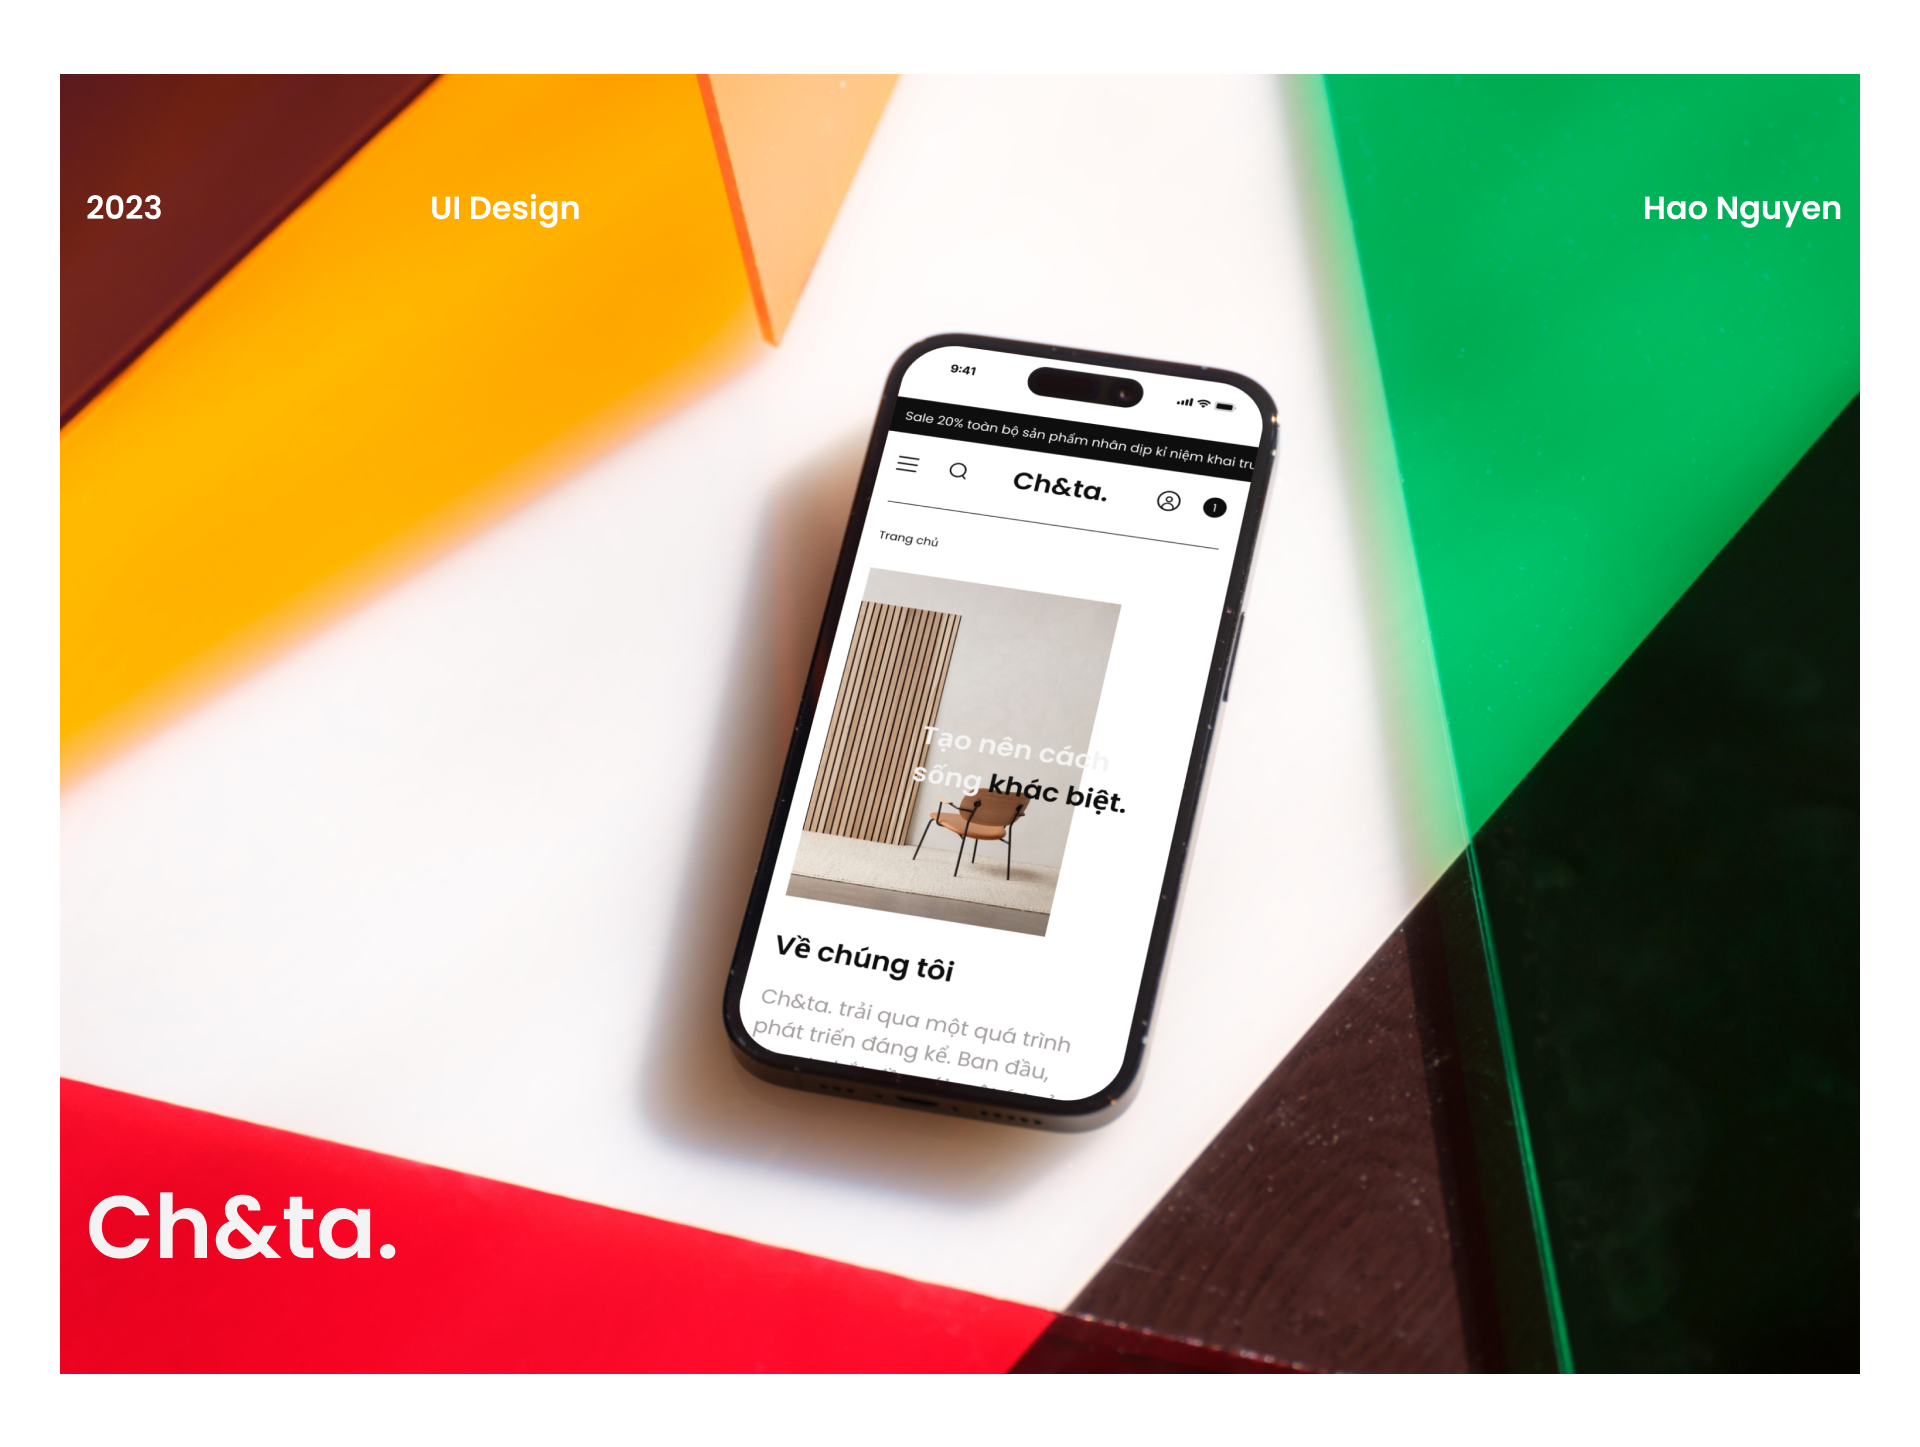 2023
UI Design
Hao Nguyen
9:41
Sale 20% toàn bộ sản phẩm nhân dịp kỉ niệm khai
Ch&ta.
1
Trang chủ
Tạo nên cách
sống khác biệt.
Về chúng tôi
Ch&ta. trải qua một quá trình
phát triển đáng kể. Ban đầu,
Ch&ta.